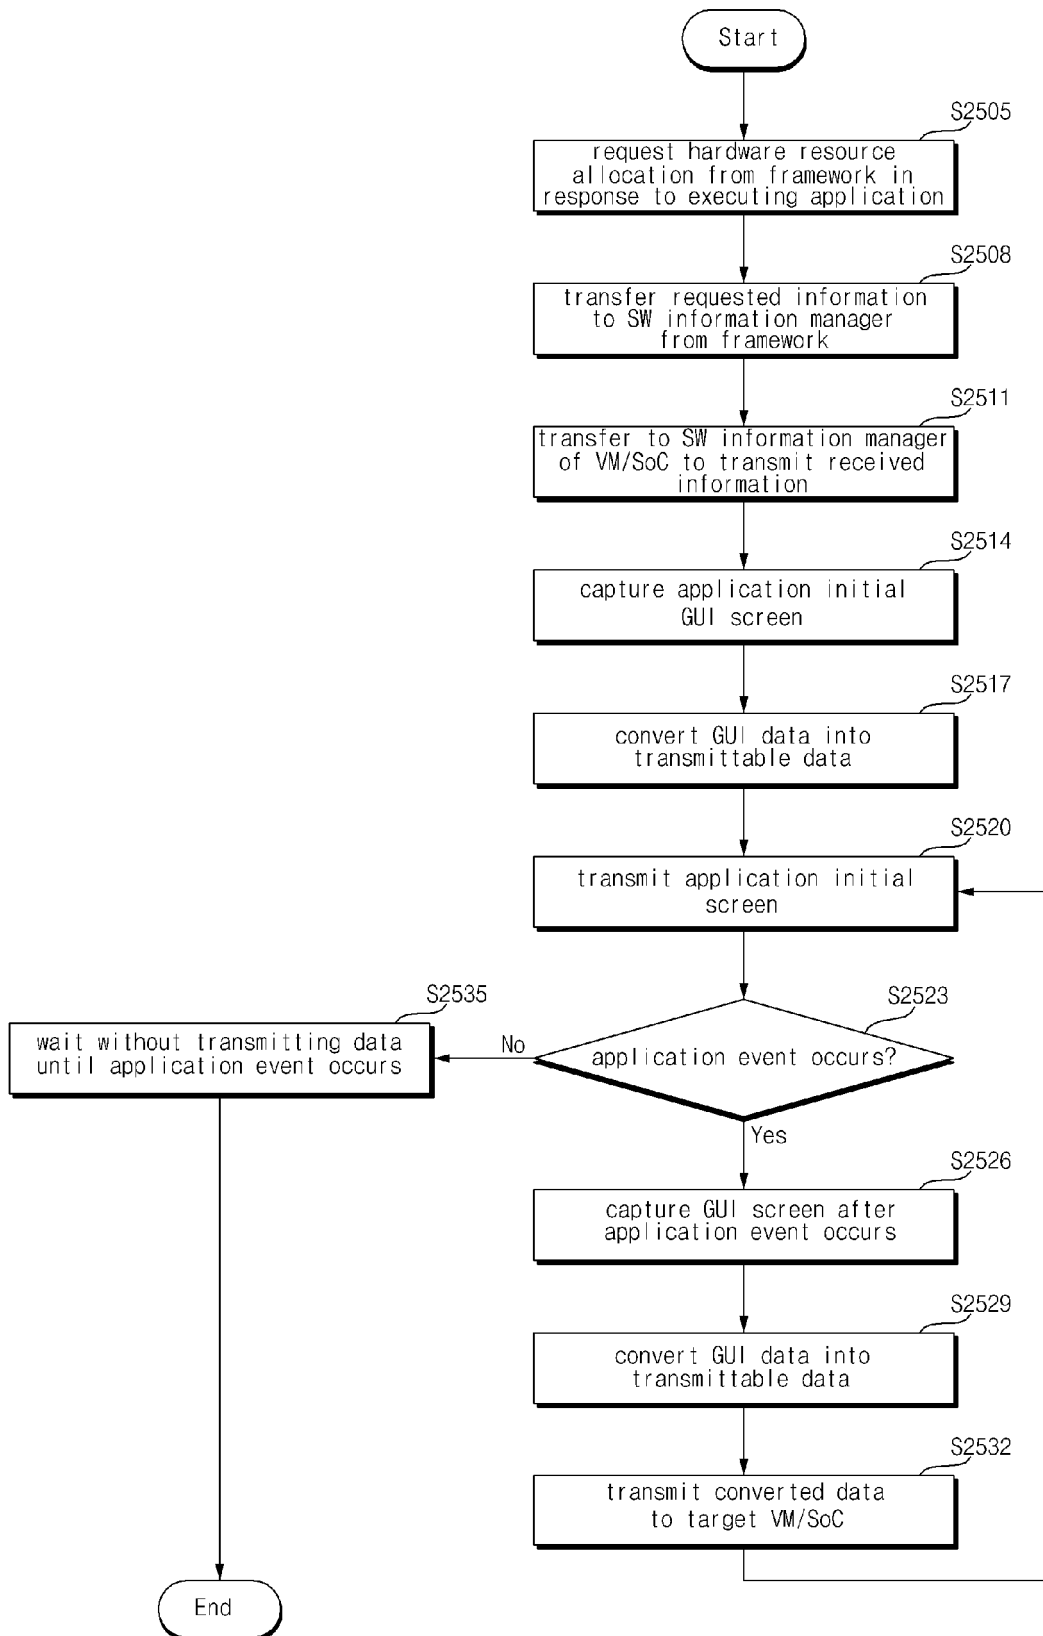 Start
S2505
request hardware resource
allocation from framework in
response to executing application
S2508
transfer requested information
to SW information manager
from framework
S2511
transfer to SW information manager
of VM/SoC to transmit received
information
S2514
capture application initial
GUI screen
S2517
convert GUI data into
transmittable data
S2520
transmit application initial
screen
S2523
application event occurs?
No
S2535
wait without transmitting data
until application event occurs
Yes
S2526
capture GUI screen after
application event occurs
S2529
convert GUI data into
transmittable data
S2532
transmit converted data
to target VM/SoC
End